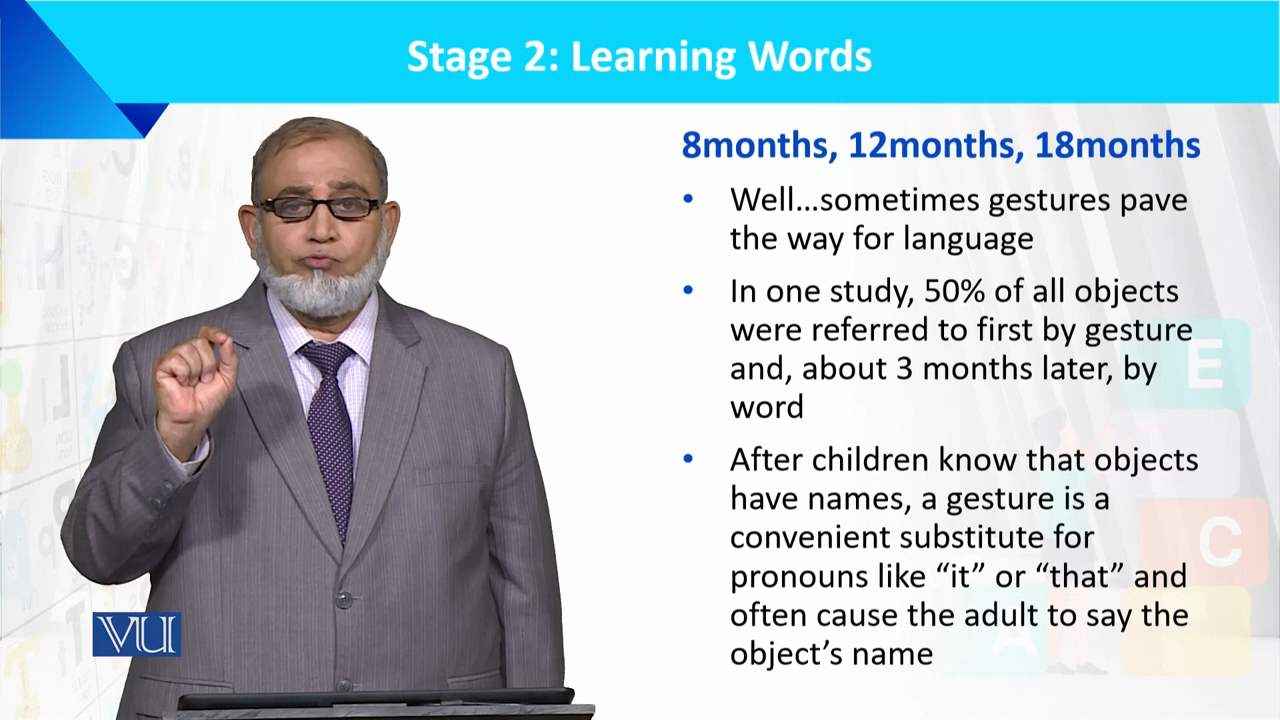 Stage 2: Learning Words
8months, 12months, 18months
• Well...sometimes gestures pave
the way for language
• In one study, 50% of all objects
were referred to first by gesture
and, about 3 months later, by
word
• After children know that objects
have names, a gesture is a
convenient substitute for
pronouns like “it” or “that” and
often cause the adult to say the
object’s name
VUI
E
C
A